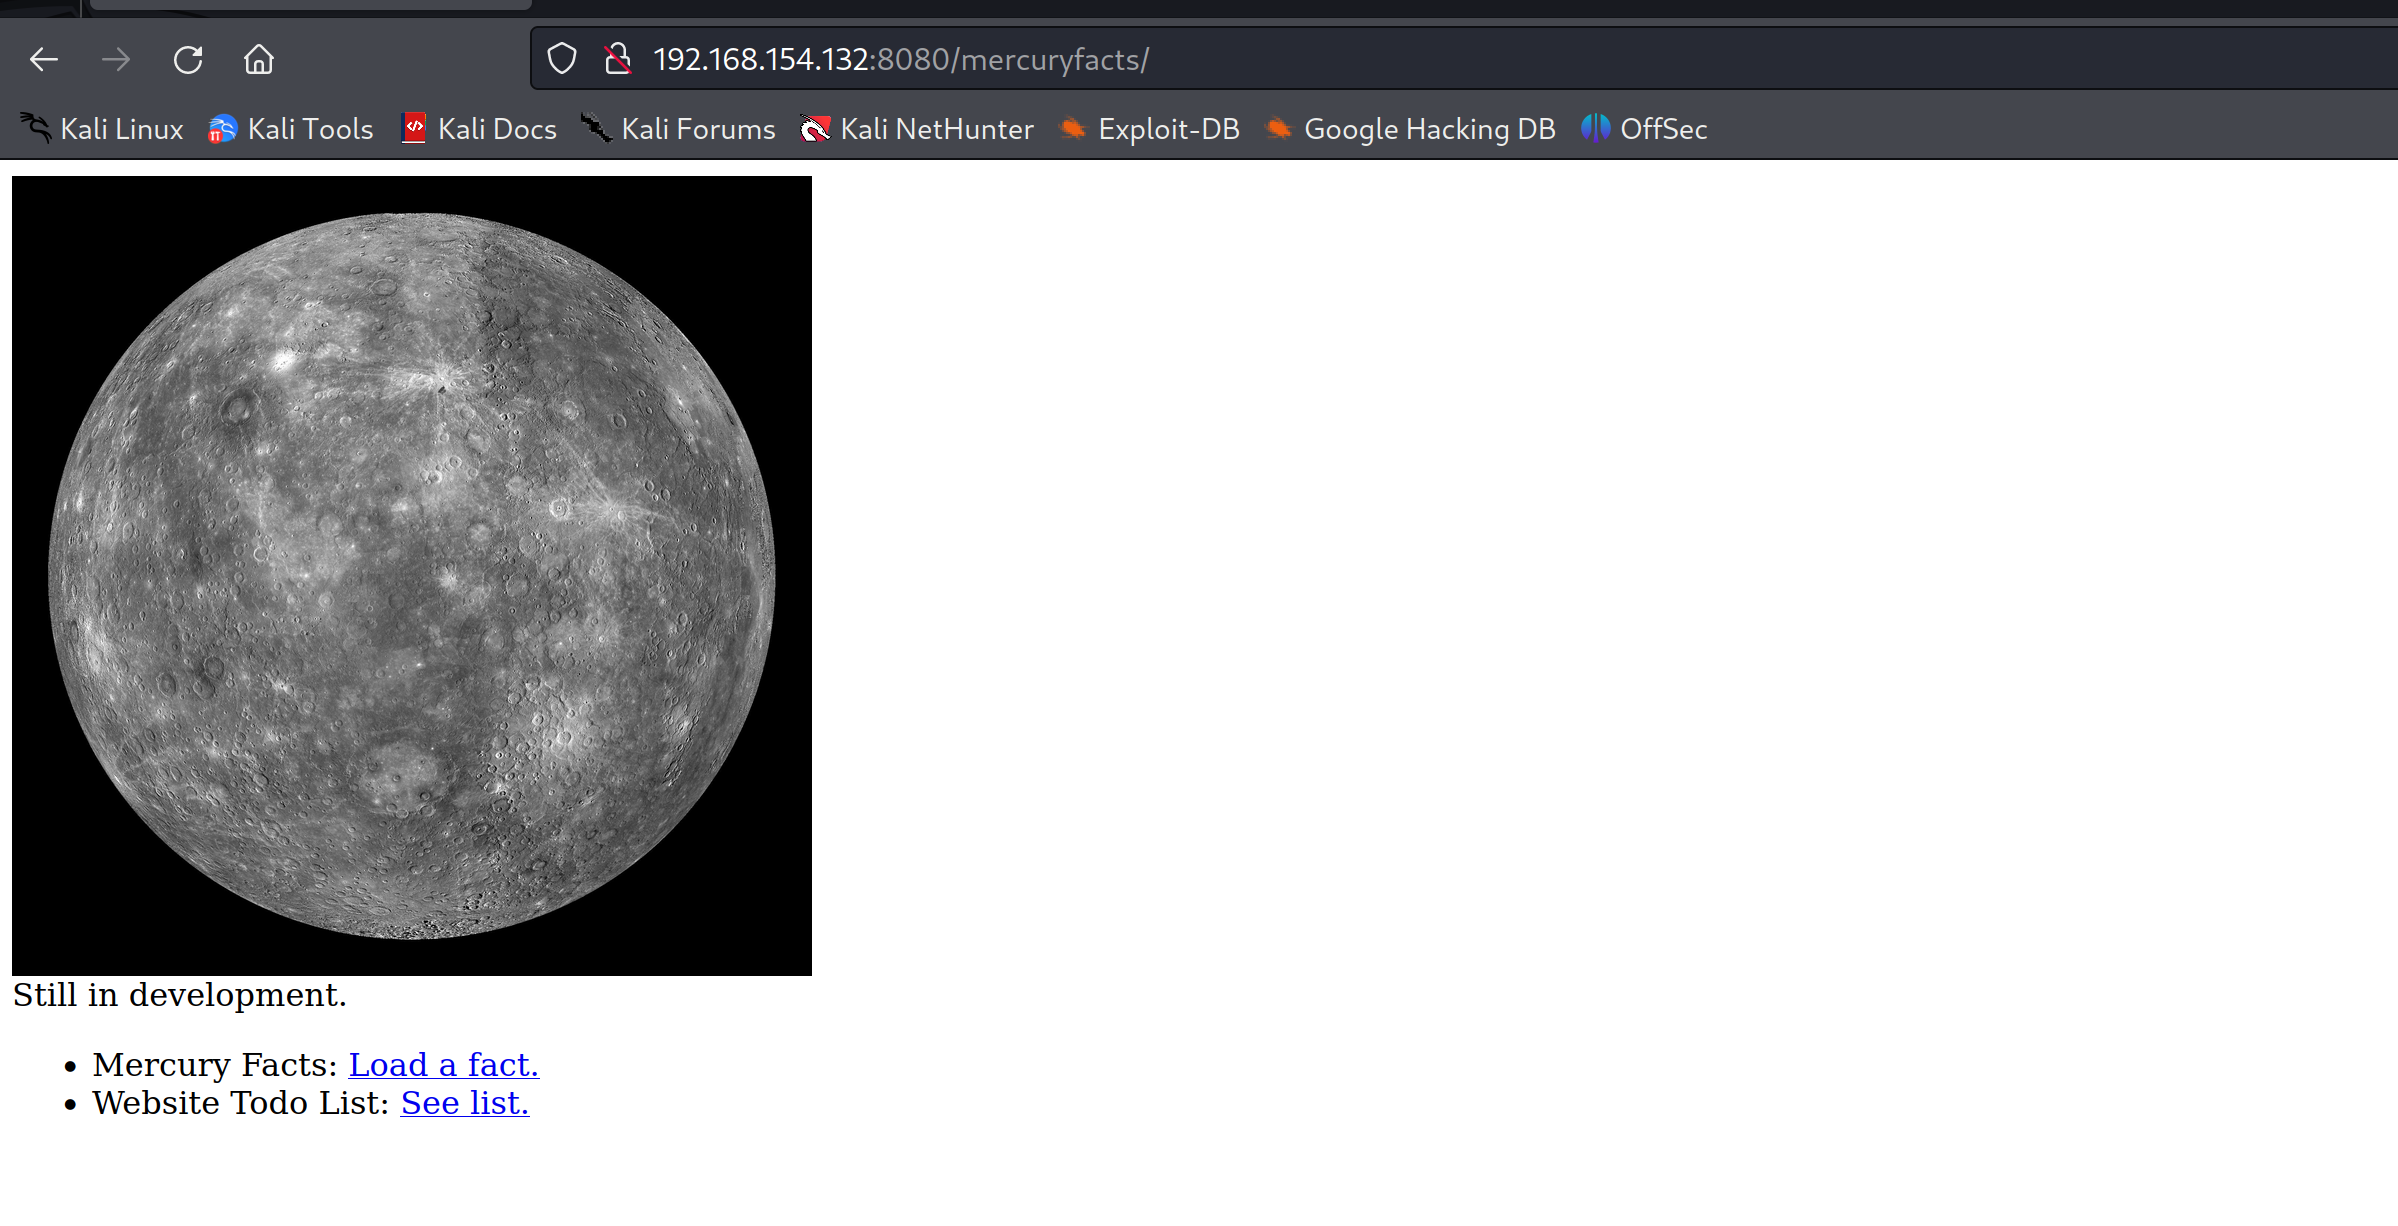 192.168.154.132:8080/mercuryfacts/
Kali Linux Kali Tools Kali Docs Kali Forums Kali NetHunter Exploit-DB Google Hacking DB OffSec
Still in development.
Mercury Facts: Load a fact.
Website Todo List: See list.